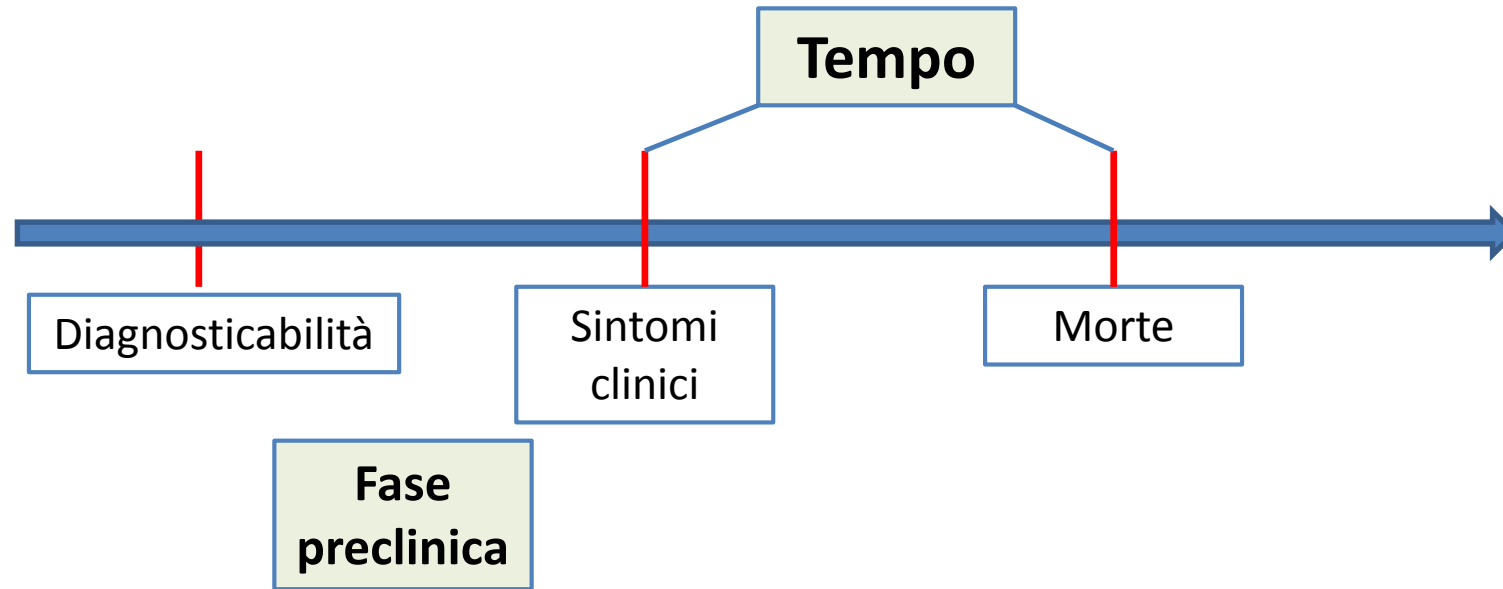 Tempo
Diagnosticabilità
Sintomi
clinici
Morte
Fase
preclinica